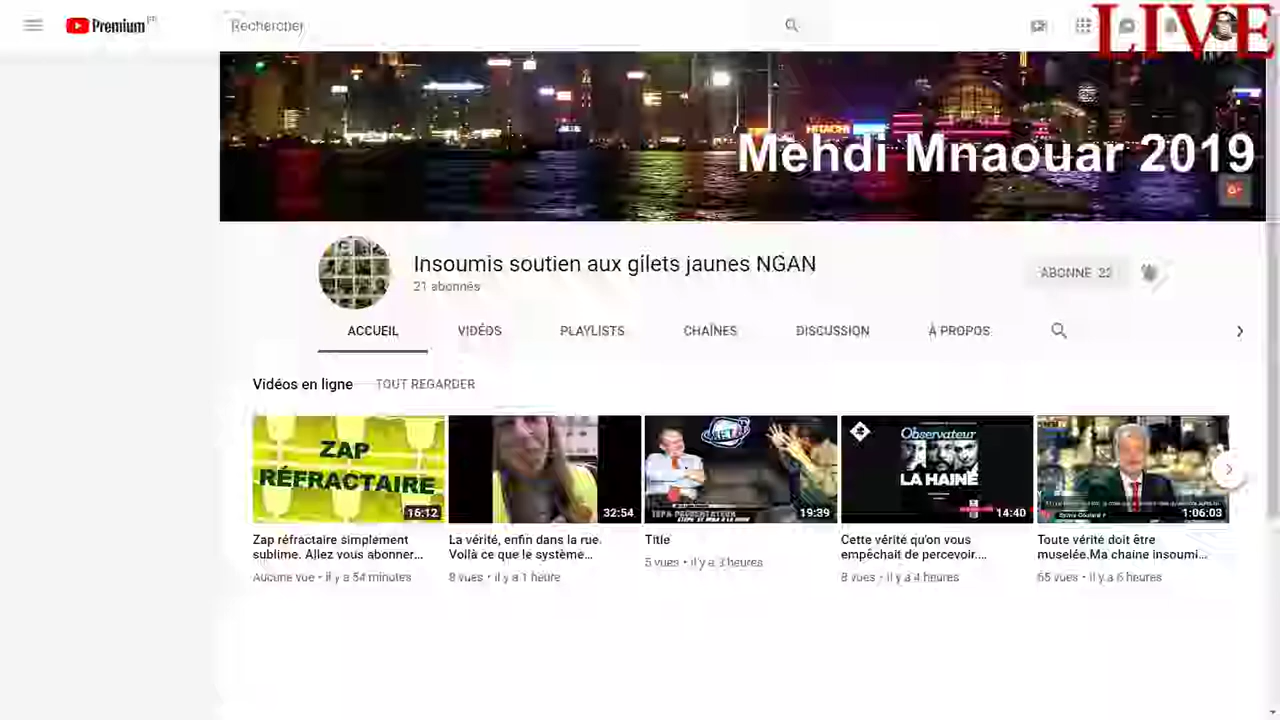 Premium FR
Rechercher
LIVE
HITACHI
Mehdi Mnaouar 2019
G+
Insoumis soutien aux gilets jaunes NGAN
21 abonnés
ABONNÉ 22
ACCUEIL VIDÉOS PLAYLISTS CHAÎNES DISCUSSION À PROPOS
Vidéos en ligne TOUT REGARDER
ZAP
RÉFRACTAIRE
16:12
32:54
19:39
Observateur
LA HAINE
14:40
1:06:03
Zap réfractaire simplement
sublime. Allez vous abonner...
Aucune vue • il y a 54 minutes
La vérité, enfin dans la rue.
Voilà ce que le système...
8 vues • il y a 1 heure
Title
5 vues • il y a 3 heures
Cette vérité qu'on vous
empêchait de percevoir....
8 vues • il y a 4 heures
Toute vérité doit être
muselée.Ma chaine insoumi...
65 vues • il y a 6 heures